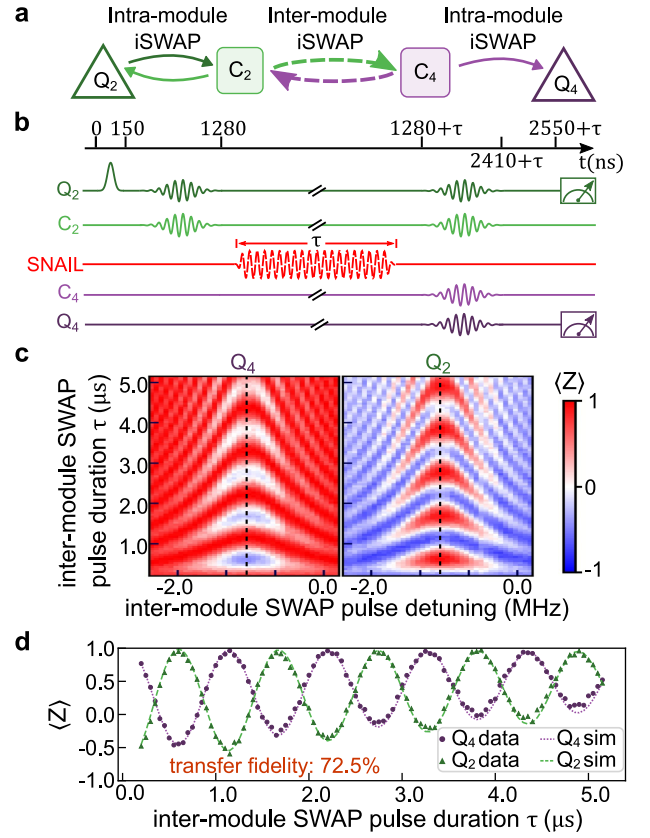 a
Intra-module
iSWAP
Inter-module
iSWAP
Intra-module
iSWAP
Q₂
C₂
C₄
Q₄
b
0 150 1280 1280+τ 2550+τ
2410+τ t(ns)
Q₂
C₂
τ
SNAIL
C₄
Q₄
c
Q₄ Q₂ ⟨Z⟩
inter-module SWAP
pulse duration τ (μs)
5.0
4.0
3.0
2.0
1.0
-2.0 0.0 -2.0 0.0
1
0
-1
inter-module SWAP pulse detuning (MHz)
d
⟨Z⟩
1.0
0.5
0.0
-0.5
-1.0
Q₄ data Q₄ sim
Q₂ data Q₂ sim
transfer fidelity: 72.5%
0.0 1.0 2.0 3.0 4.0 5.0
inter-module SWAP pulse duration τ (μs)